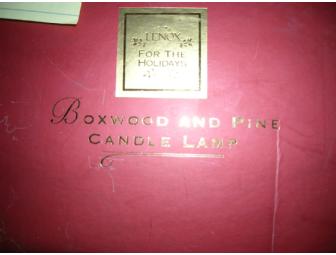 LENOX
FOR THE
HOLIDAYS
BOXWOOD AND PINE
CANDLE LAMP